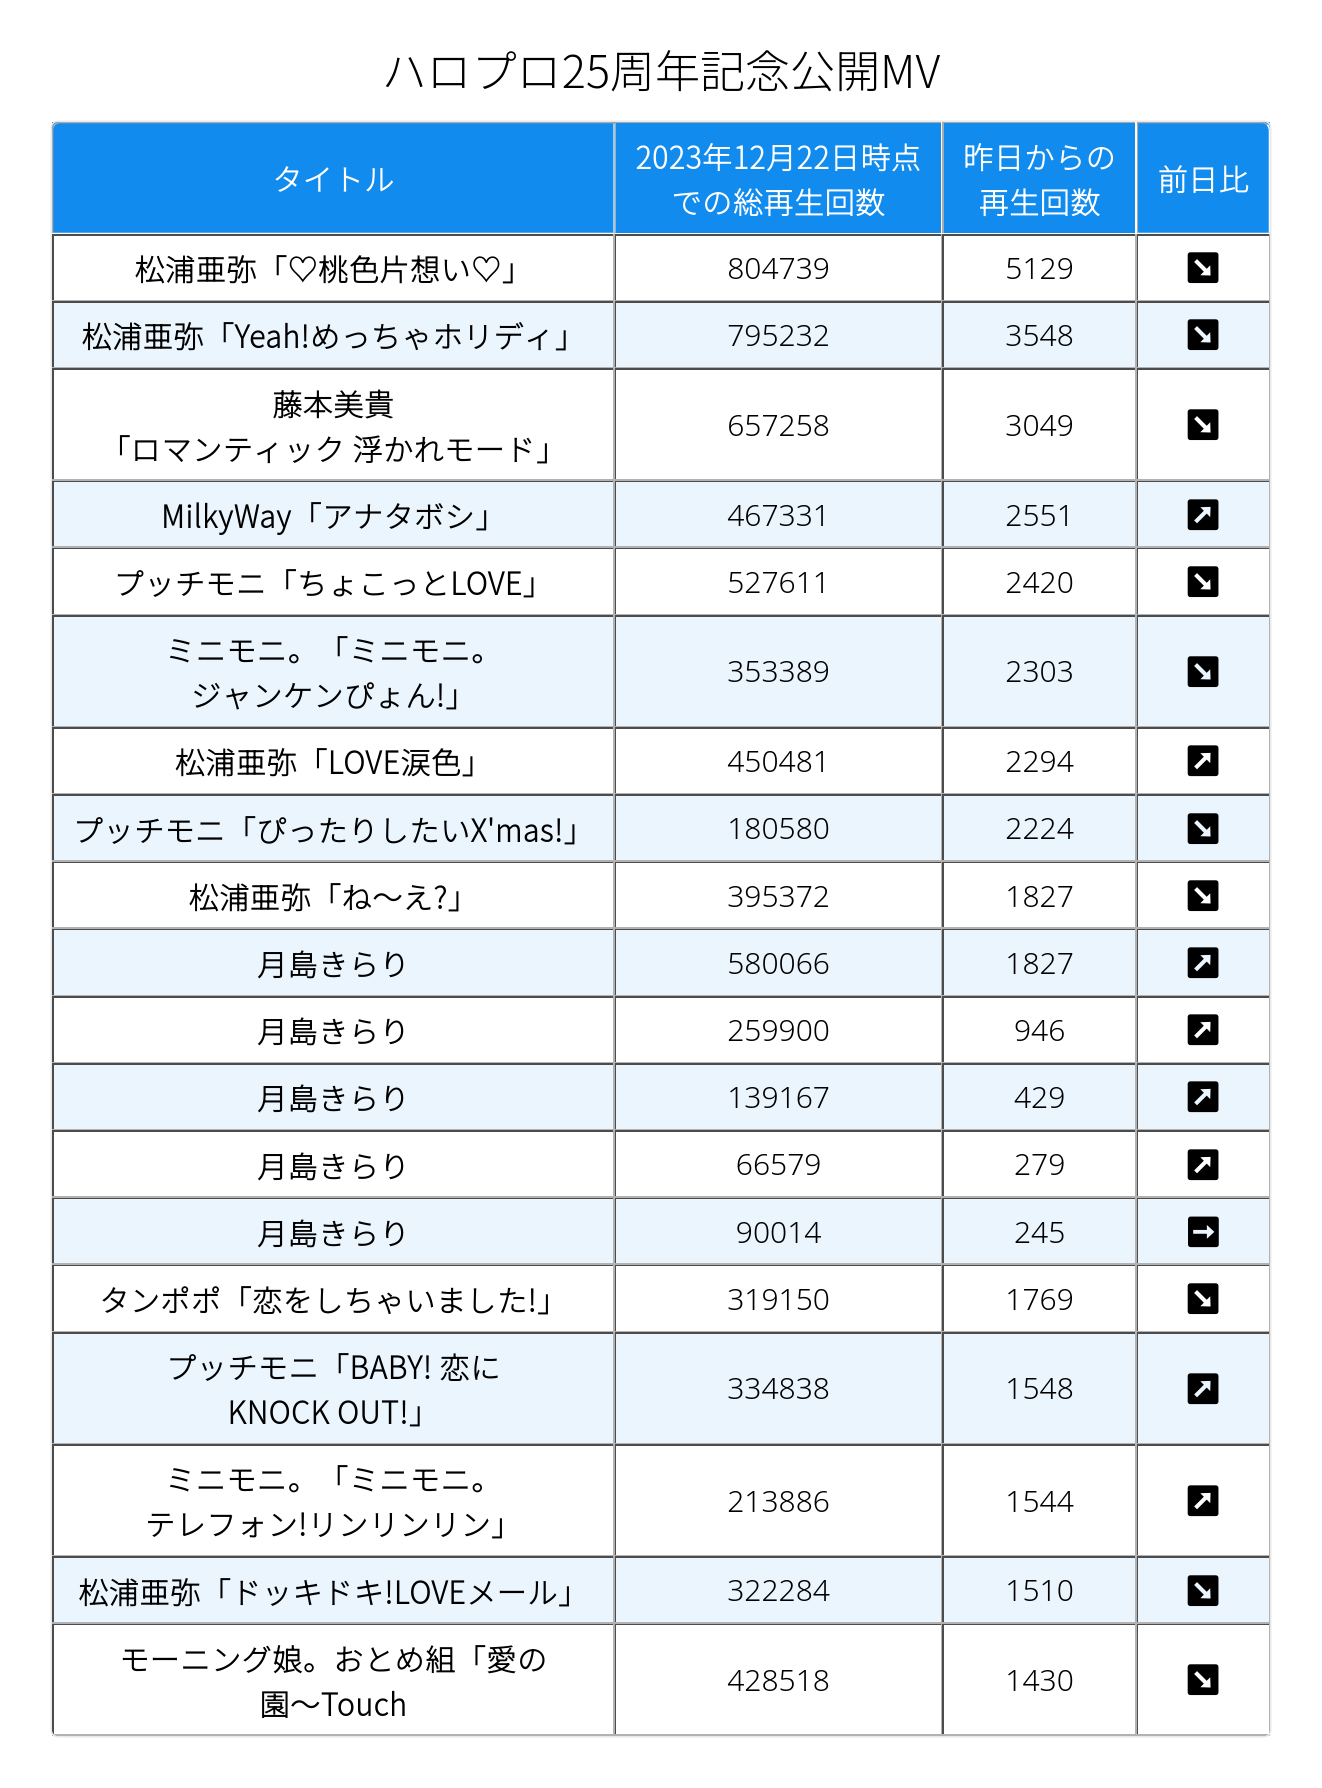 ハロプロ25周年記念公開MV
タイトル 2023年12月22日時点での総再生回数 昨日からの再生回数 前日比
松浦亜弥「♡桃色片想い♡」 804739 5129 ↘
松浦亜弥「Yeah!めっちゃホリディ」 795232 3548 ↘
藤本美貴
「ロマンティック 浮かれモード」 657258 3049 ↘
MilkyWay「アナタボシ」 467331 2551 ↗
プッチモニ「ちょこっとLOVE」 527611 2420 ↘
ミニモニ。「ミニモニ。
ジャンケンぴょん!」 353389 2303 ↘
松浦亜弥「LOVE涙色」 450481 2294 ↗
プッチモニ「ぴったりしたいX'mas!」 180580 2224 ↘
松浦亜弥「ね〜え?」 395372 1827 ↘
月島きらり 580066 1827 ↗
月島きらり 259900 946 ↗
月島きらり 139167 429 ↗
月島きらり 66579 279 ↗
月島きらり 90014 245 →
タンポポ「恋をしちゃいました!」 319150 1769 ↘
プッチモニ「BABY! 恋に
KNOCK OUT!」 334838 1548 ↗
ミニモニ。「ミニモニ。
テレフォン!リンリンリン」 213886 1544 ↗
松浦亜弥「ドッキドキ!LOVEメール」 322284 1510 ↘
モーニング娘。おとめ組「愛の
園〜Touch 428518 1430 ↘